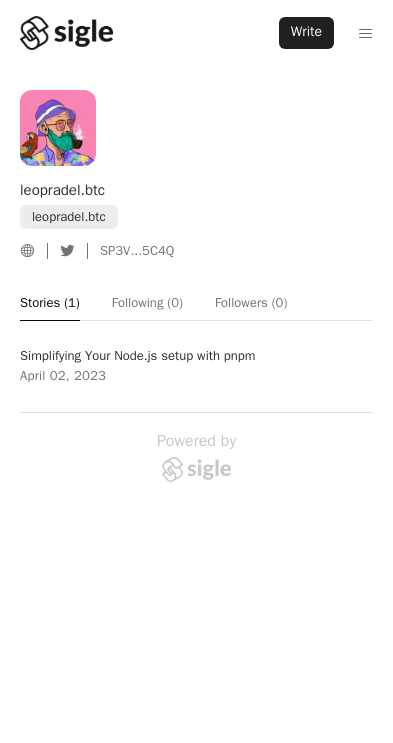 sigle
Write
leopradel.btc
leopradel.btc
SP3V...5C4Q
Stories (1)
Following (0)
Followers (0)
Simplifying Your Node.js setup with pnpm
April 02, 2023
Powered by
sigle